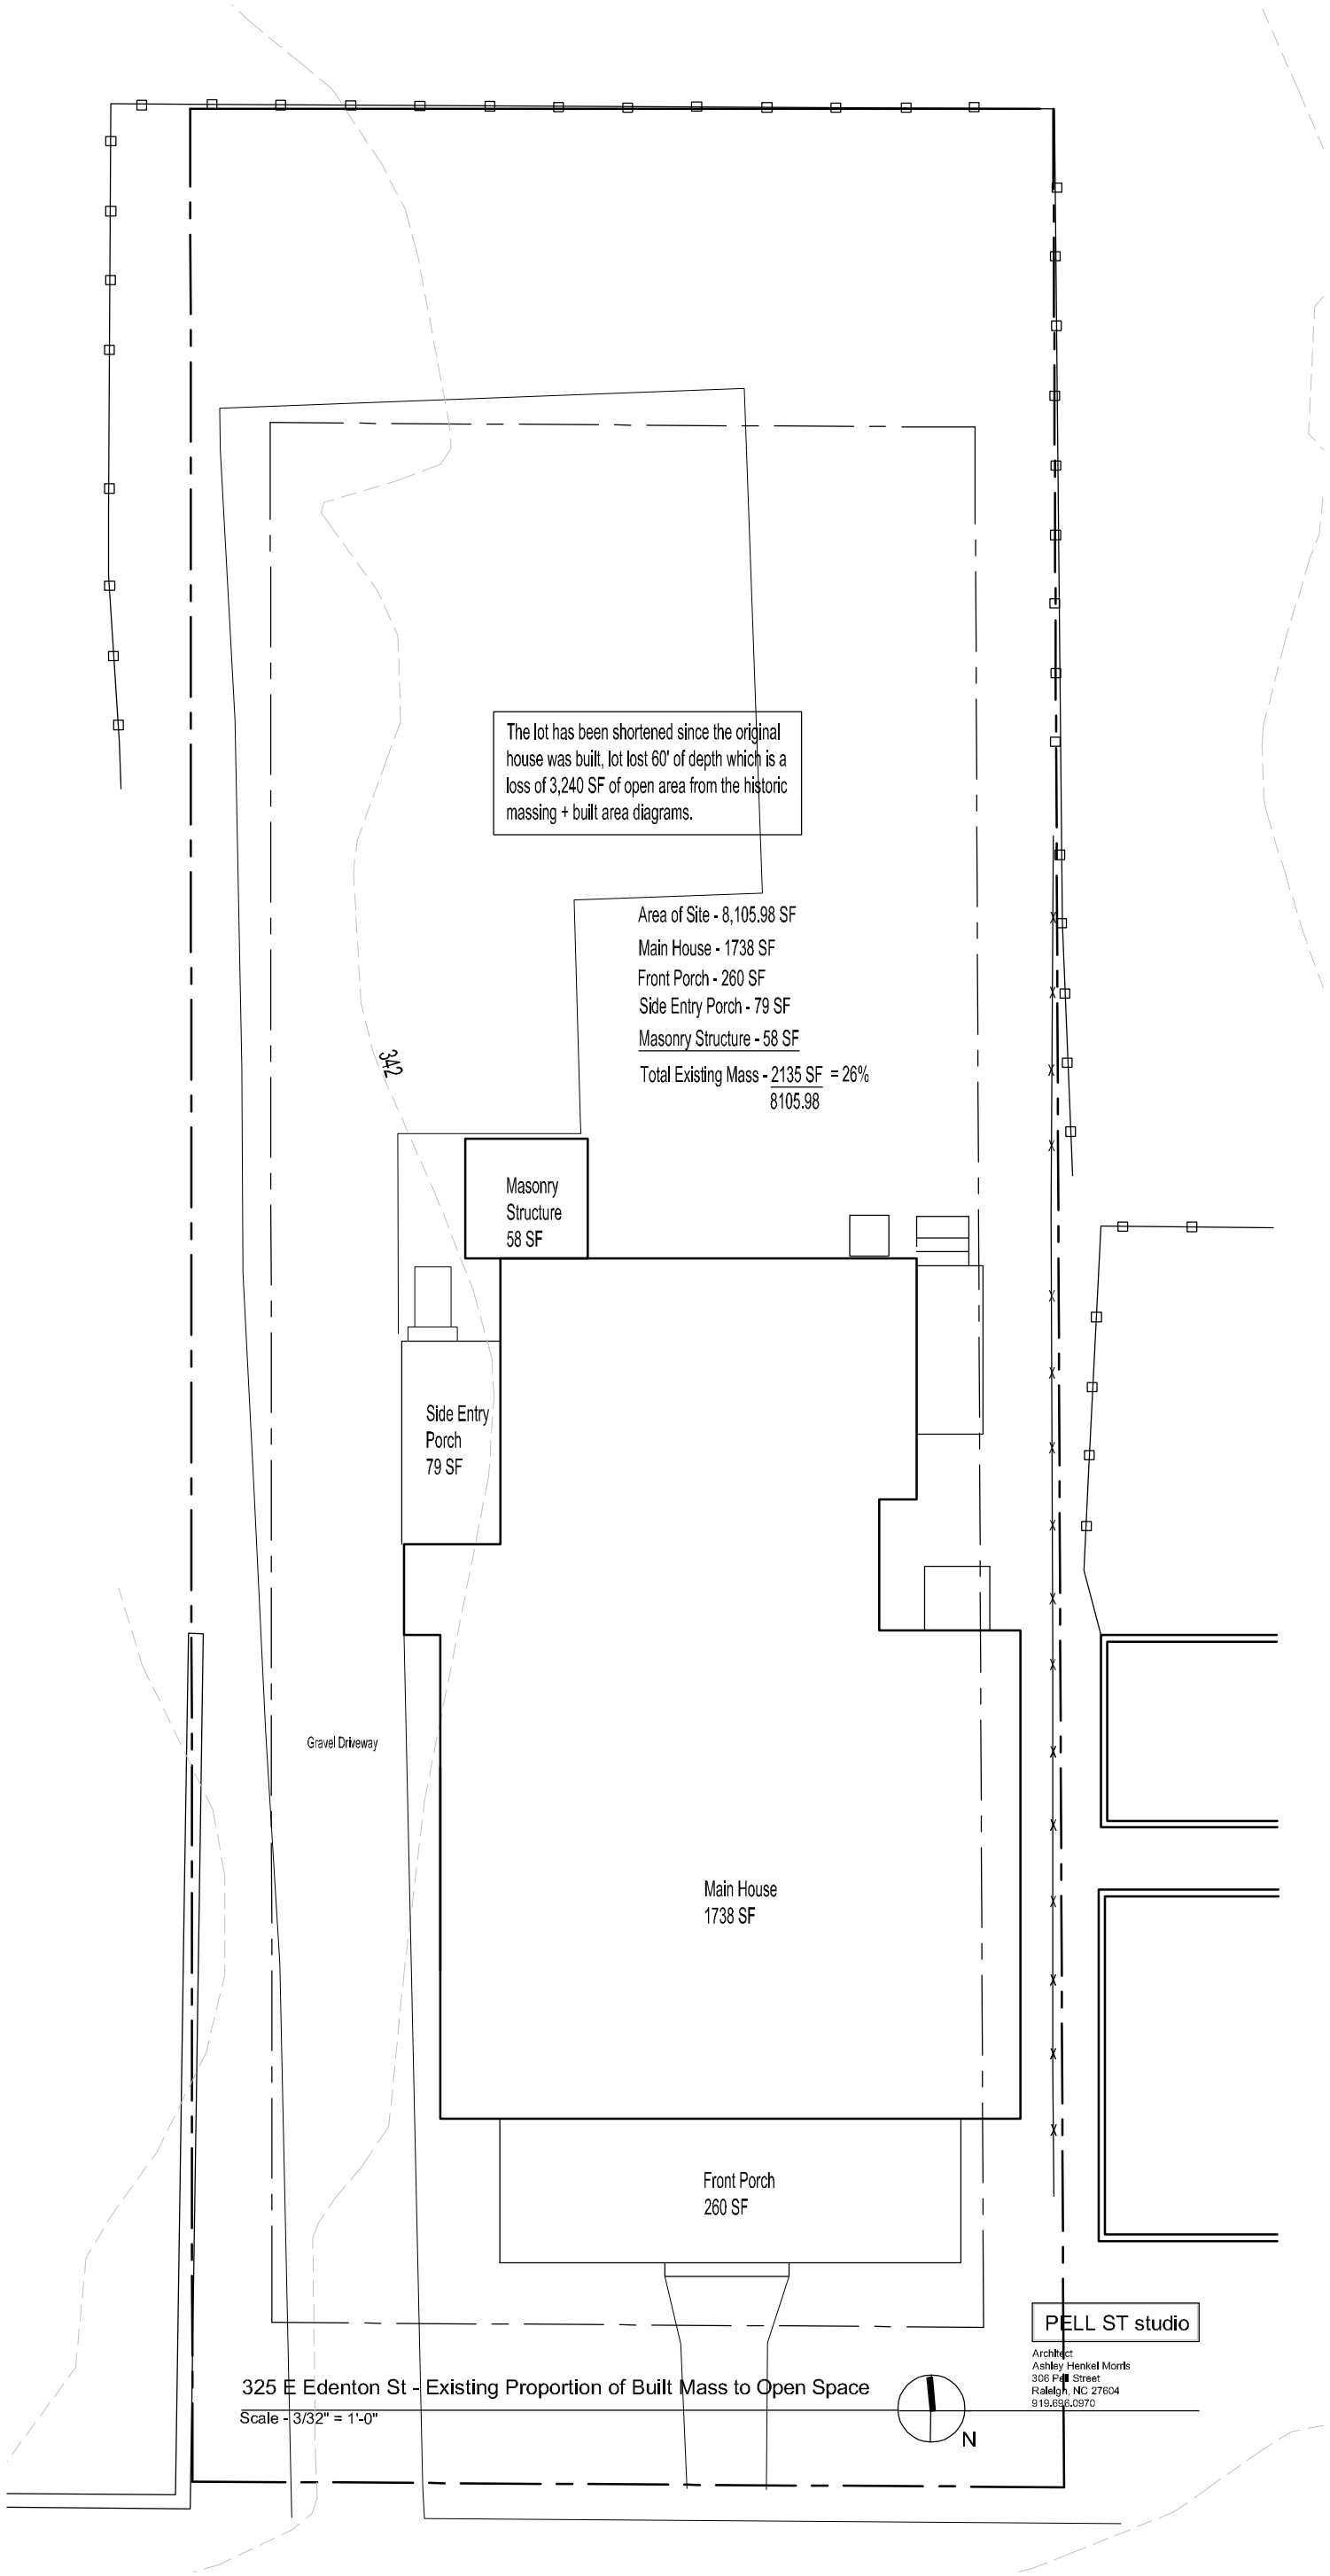 The lot has been shortened since the original
house was built, lot lost 60' of depth which is a
loss of 3,240 SF of open area from the historic
massing + built area diagrams.
Area of Site - 8,105.98 SF
Main House - 1738 SF
Front Porch - 260 SF
Side Entry Porch - 79 SF
Masonry Structure - 58 SF
Total Existing Mass - 2135 SF = 26%
8105.98
342
Masonry
Structure
58 SF
Side Entry
Porch
79 SF
Gravel Driveway
Main House
1738 SF
Front Porch
260 SF
PELL ST studio
Architect
Ashley Henkel Morris
306 Pell Street
Raleigh, NC 27604
919.696.0970
325 E Edenton St - Existing Proportion of Built Mass to Open Space
Scale - 3/32" = 1'-0"
N